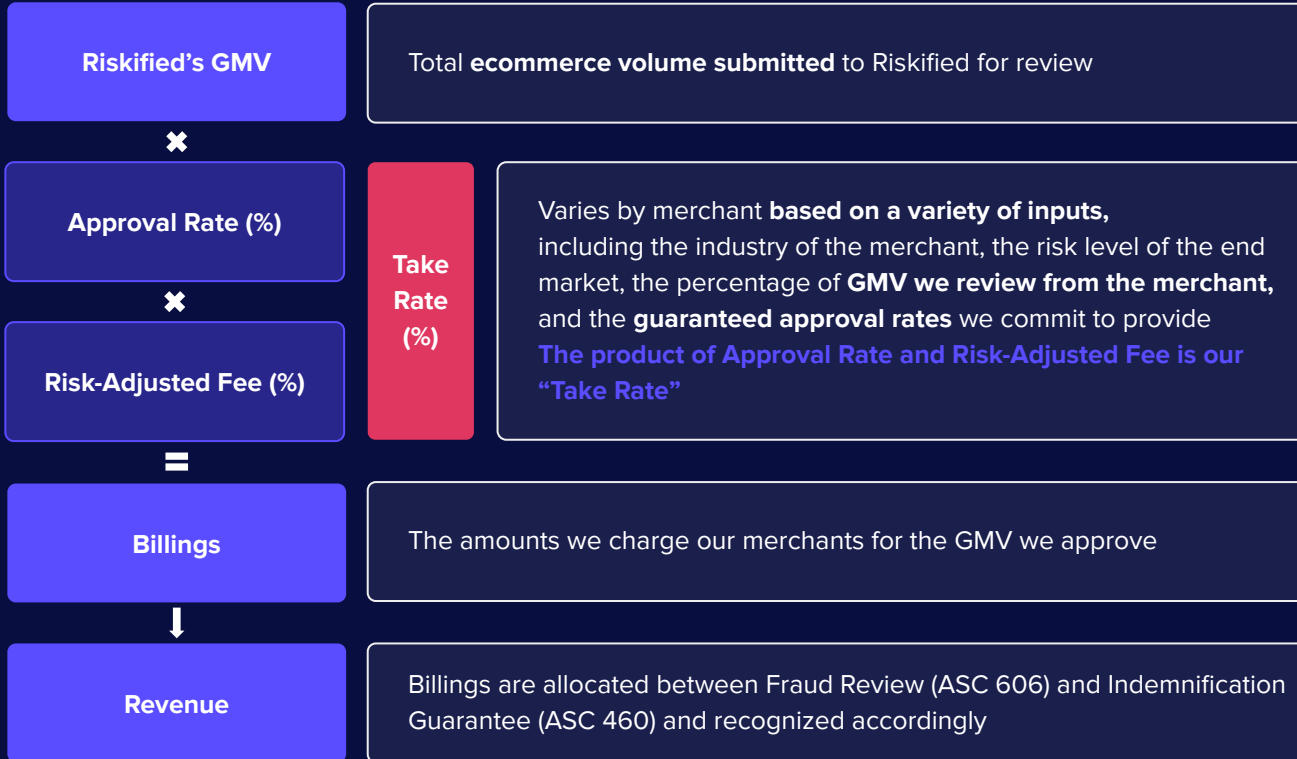 Riskified's GMV
Total ecommerce volume submitted to Riskified for review
Approval Rate (%)
Risk-Adjusted Fee (%)
Take
Rate
(%)
Varies by merchant based on a variety of inputs,
including the industry of the merchant, the risk level of the end
market, the percentage of GMV we review from the merchant,
and the guaranteed approval rates we commit to provide
The product of Approval Rate and Risk-Adjusted Fee is our
“Take Rate”
Billings
The amounts we charge our merchants for the GMV we approve
Revenue
Billings are allocated between Fraud Review (ASC 606) and Indemnification
Guarantee (ASC 460) and recognized accordingly